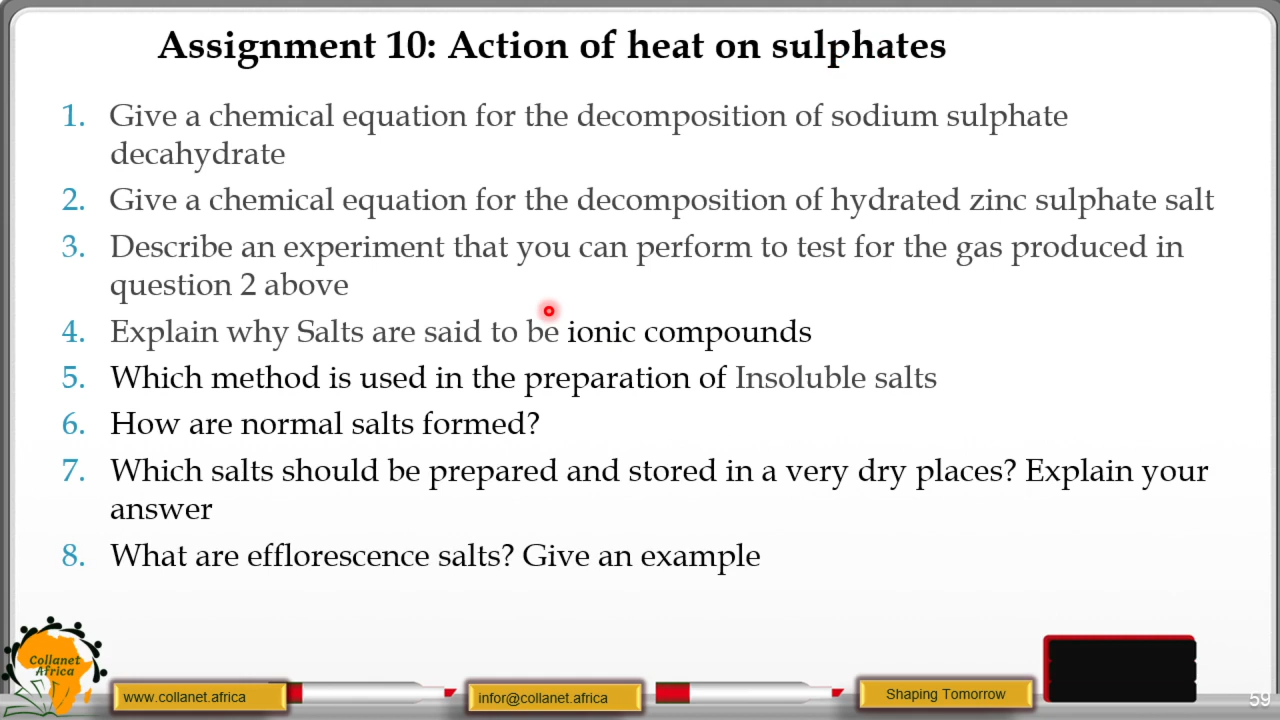 Assignment 10: Action of heat on sulphates
1. Give a chemical equation for the decomposition of sodium sulphate
decahydrate
2. Give a chemical equation for the decomposition of hydrated zinc sulphate salt
3. Describe an experiment that you can perform to test for the gas produced in
question 2 above
4. Explain why Salts are said to be ionic compounds
5. Which method is used in the preparation of Insoluble salts
6. How are normal salts formed?
7. Which salts should be prepared and stored in a very dry places? Explain your
answer
8. What are efflorescence salts? Give an example
Collanet
Africa
www.collanet.africa
infor@collanet.africa
Shaping Tomorrow
59